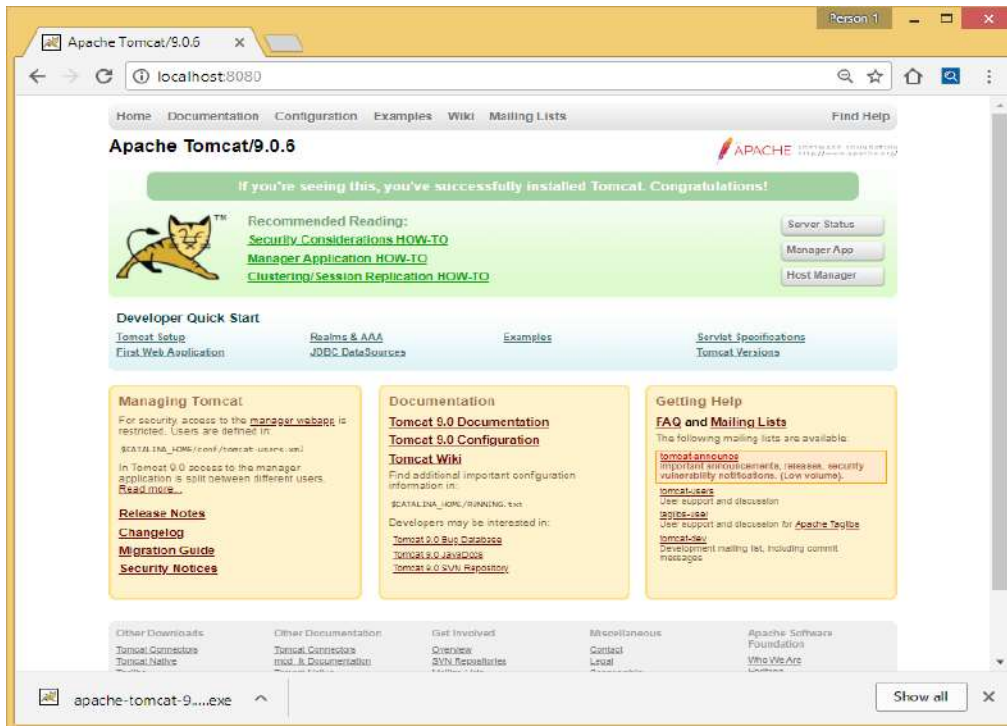 Person 1
Apache Tomcat/9.0.6
localhost:8080
Home Documentation Configuration Examples Wiki Mailing Lists Find Help
Apache Tomcat/9.0.6
APACHE
If you're seeing this, you've successfully installed Tomcat. Congratulations!
TM
Recommended Reading:
Security Considerations HOW-TO
Manager Application HOW-TO
Clustering/Session Replication HOW-TO
Server Status
Manager App
Host Manager
Developer Quick Start
Tomcat Setup
First Web Application
Realms & AAA
JDBC DataSources
Examples
Servlet Specifications
Tomcat Versions
Managing Tomcat
For security, access to the manager webapp is
restricted. Users are defined in:
$CATALINA_HOME/conf/tomcat-users.xml
In Tomcat 9.0 access to the manager
application is split between different users.
Read more...
Release Notes
Changelog
Migration Guide
Security Notices
Documentation
Tomcat 9.0 Documentation
Tomcat 9.0 Configuration
Tomcat Wiki
Find additional important configuration
information in:
$CATALINA_HOME/RUNNING.txt
Developers may be interested in:
Tomcat 9.0 Bug Database
Tomcat 9.0 JavaDocs
Tomcat 9.0 SVN Repository
Getting Help
FAQ and Mailing Lists
The following mailing lists are available:
tomcat-announce
Important announcements, releases, security
vulnerability notifications. (Low volume).
tomcat-users
User support and discussion
taglibs-user
User support and discussion for Apache Taglibs
tomcat-dev
Development mailing list, including commit
messages
Other Downloads
Tomcat Connectors
Tomcat Native
Other Documentation
Tomcat Connectors
mod_jk Documentation
Get Involved
Overview
SVN Repositories
Miscellaneous
Contact
Legal
Apache Software
Foundation
Who We Are
apache-tomcat-9.....exe
Show all